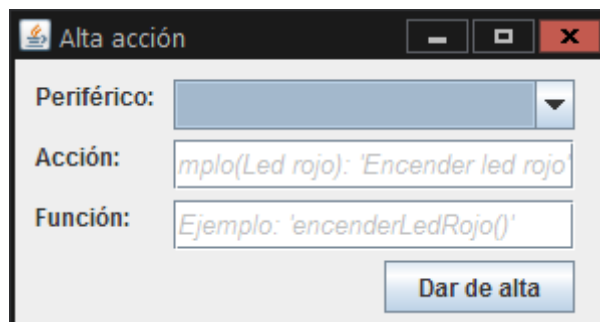 Alta acción
Periférico:
Acción: mplo(Led rojo): 'Encender led rojo'
Función: Ejemplo: 'encenderLedRojo()'
Dar de alta